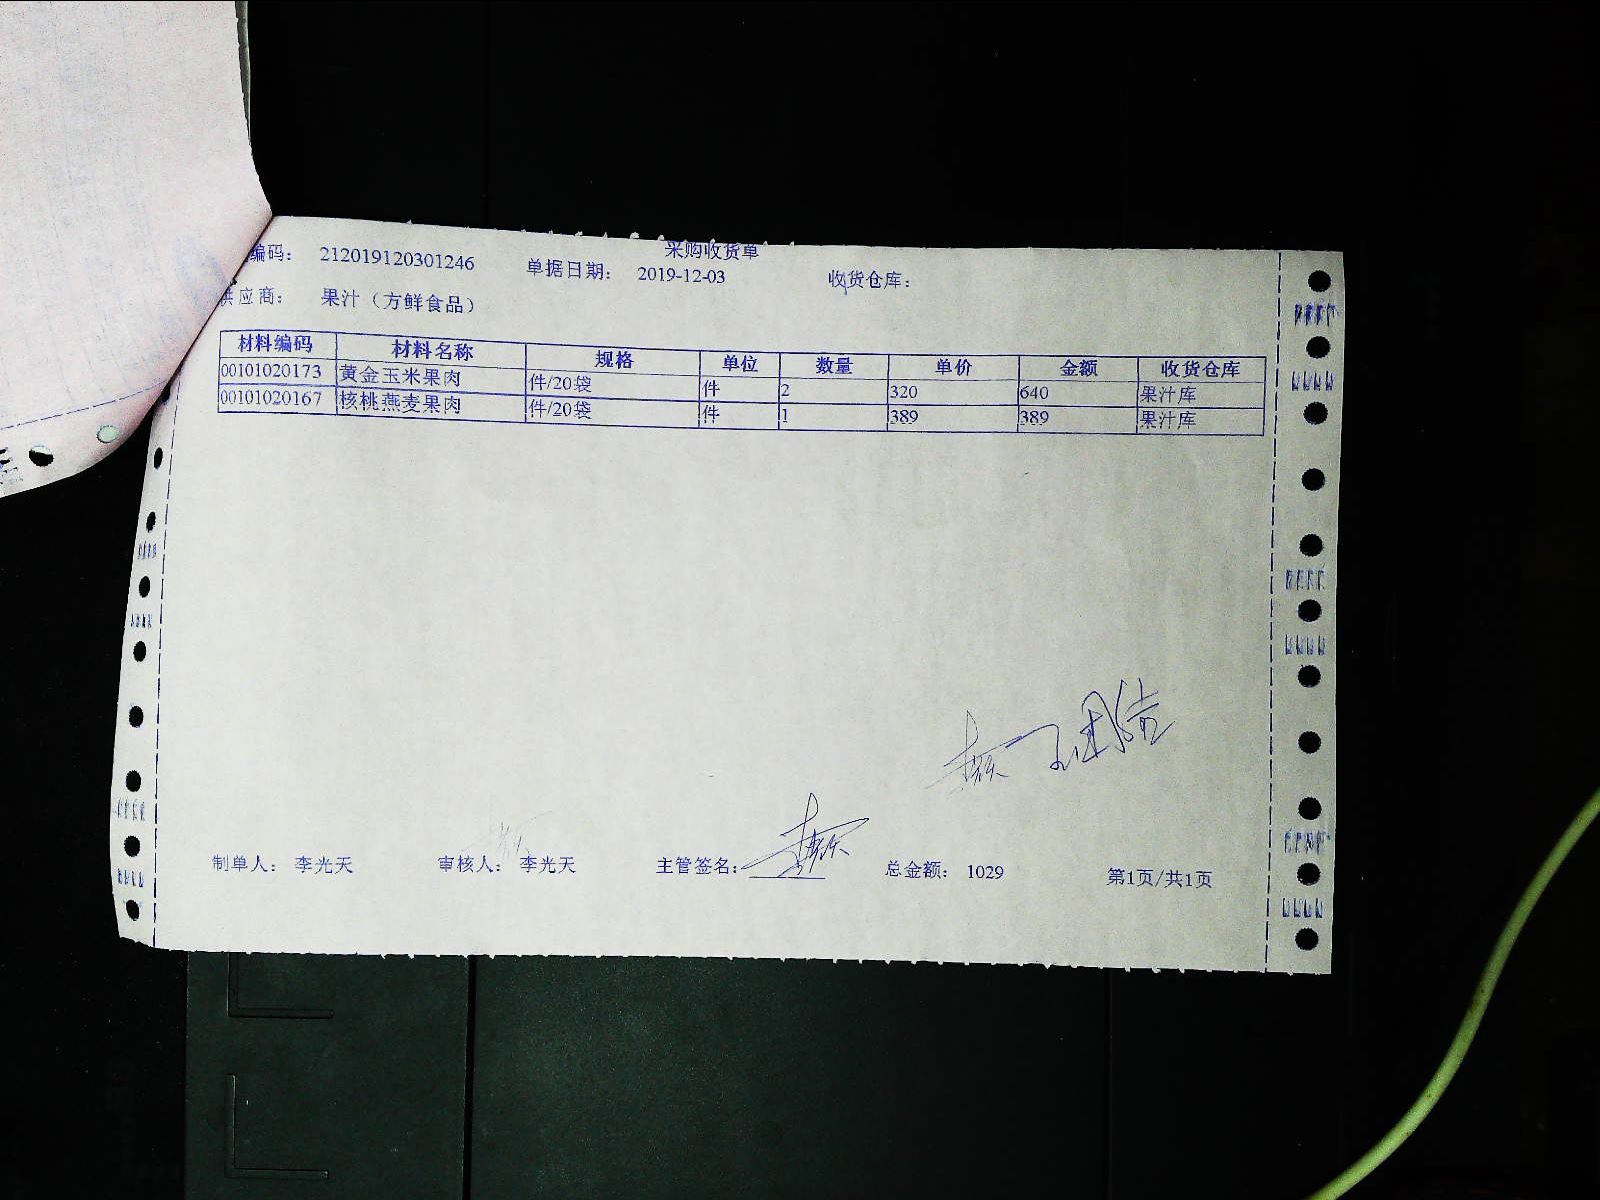 采购收货单
编码： 212019120301246 单据日期： 2019-12-03 收货仓库：
供应商： 果汁（方鲜食品）
材料编码 材料名称 规格 单位 数量 单价 金额 收货仓库
00101020173 黄金玉米果肉 件/20袋 件 2 320 640 果汁库
00101020167 核桃燕麦果肉 件/20袋 件 1 389 389 果汁库
制单人： 李光天 审核人： 李光天 主管签名： 总金额： 1029 第1页/共1页